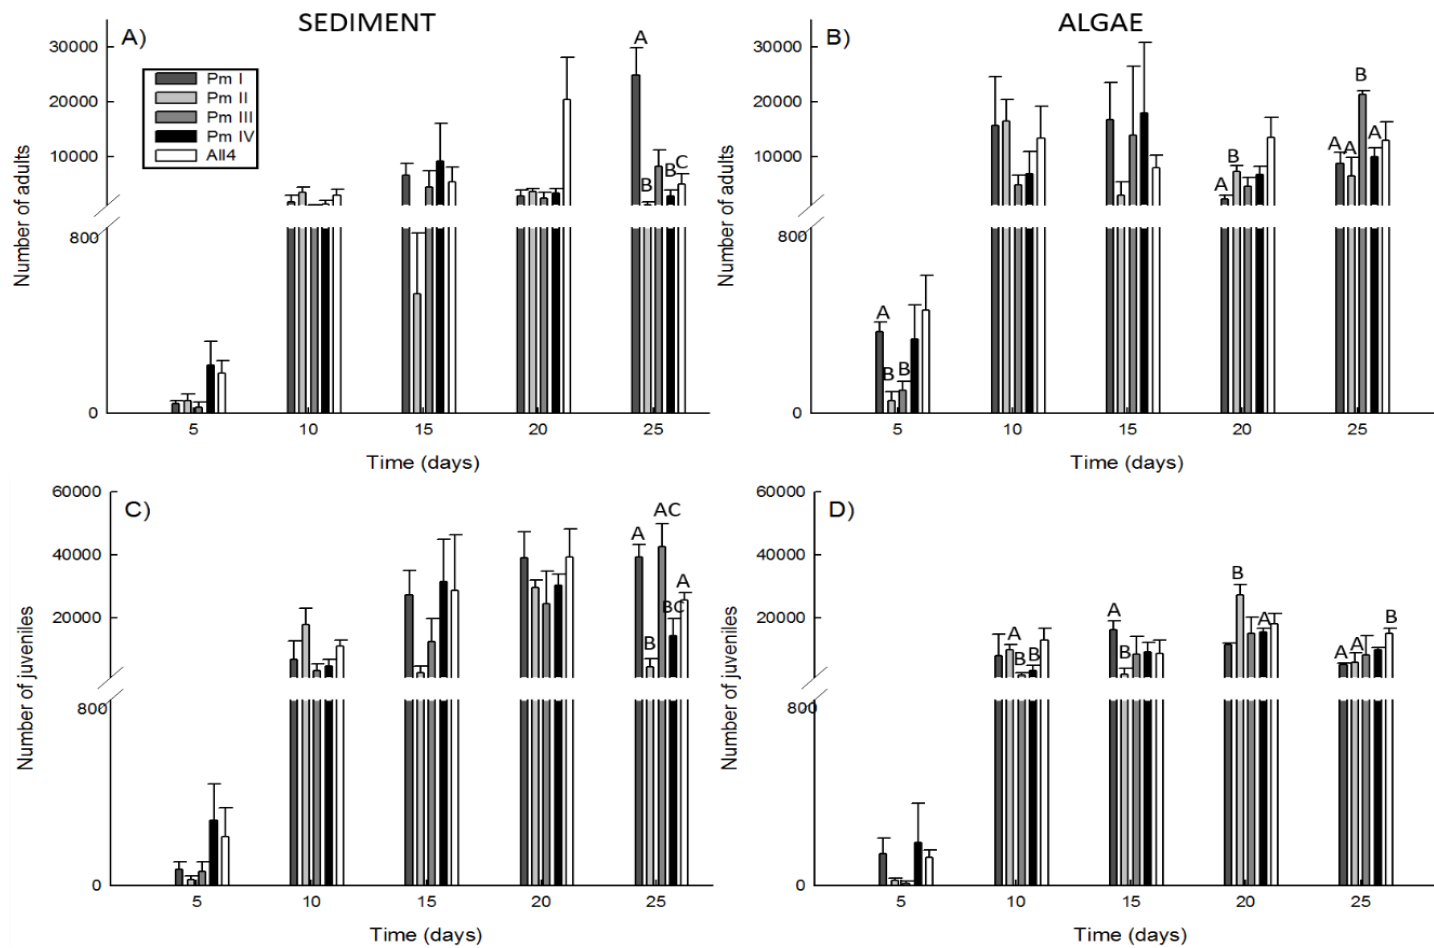 SEDIMENT
ALGAE
A)
30000
20000
10000
800
0
Number of adults
Pm I
Pm II
Pm III
Pm IV
All4
A
B
B
C
5
10
15
20
25
Time (days)
B)
30000
20000
10000
800
0
Number of adults
A
B
B
A
B
A
A
B
A
5
10
15
20
25
Time (days)
C)
60000
40000
20000
800
0
Number of juveniles
A
B
AC
BC
A
5
10
15
20
25
Time (days)
D)
60000
40000
20000
800
0
Number of juveniles
A
B
B
A
B
B
A
A
A
B
5
10
15
20
25
Time (days)